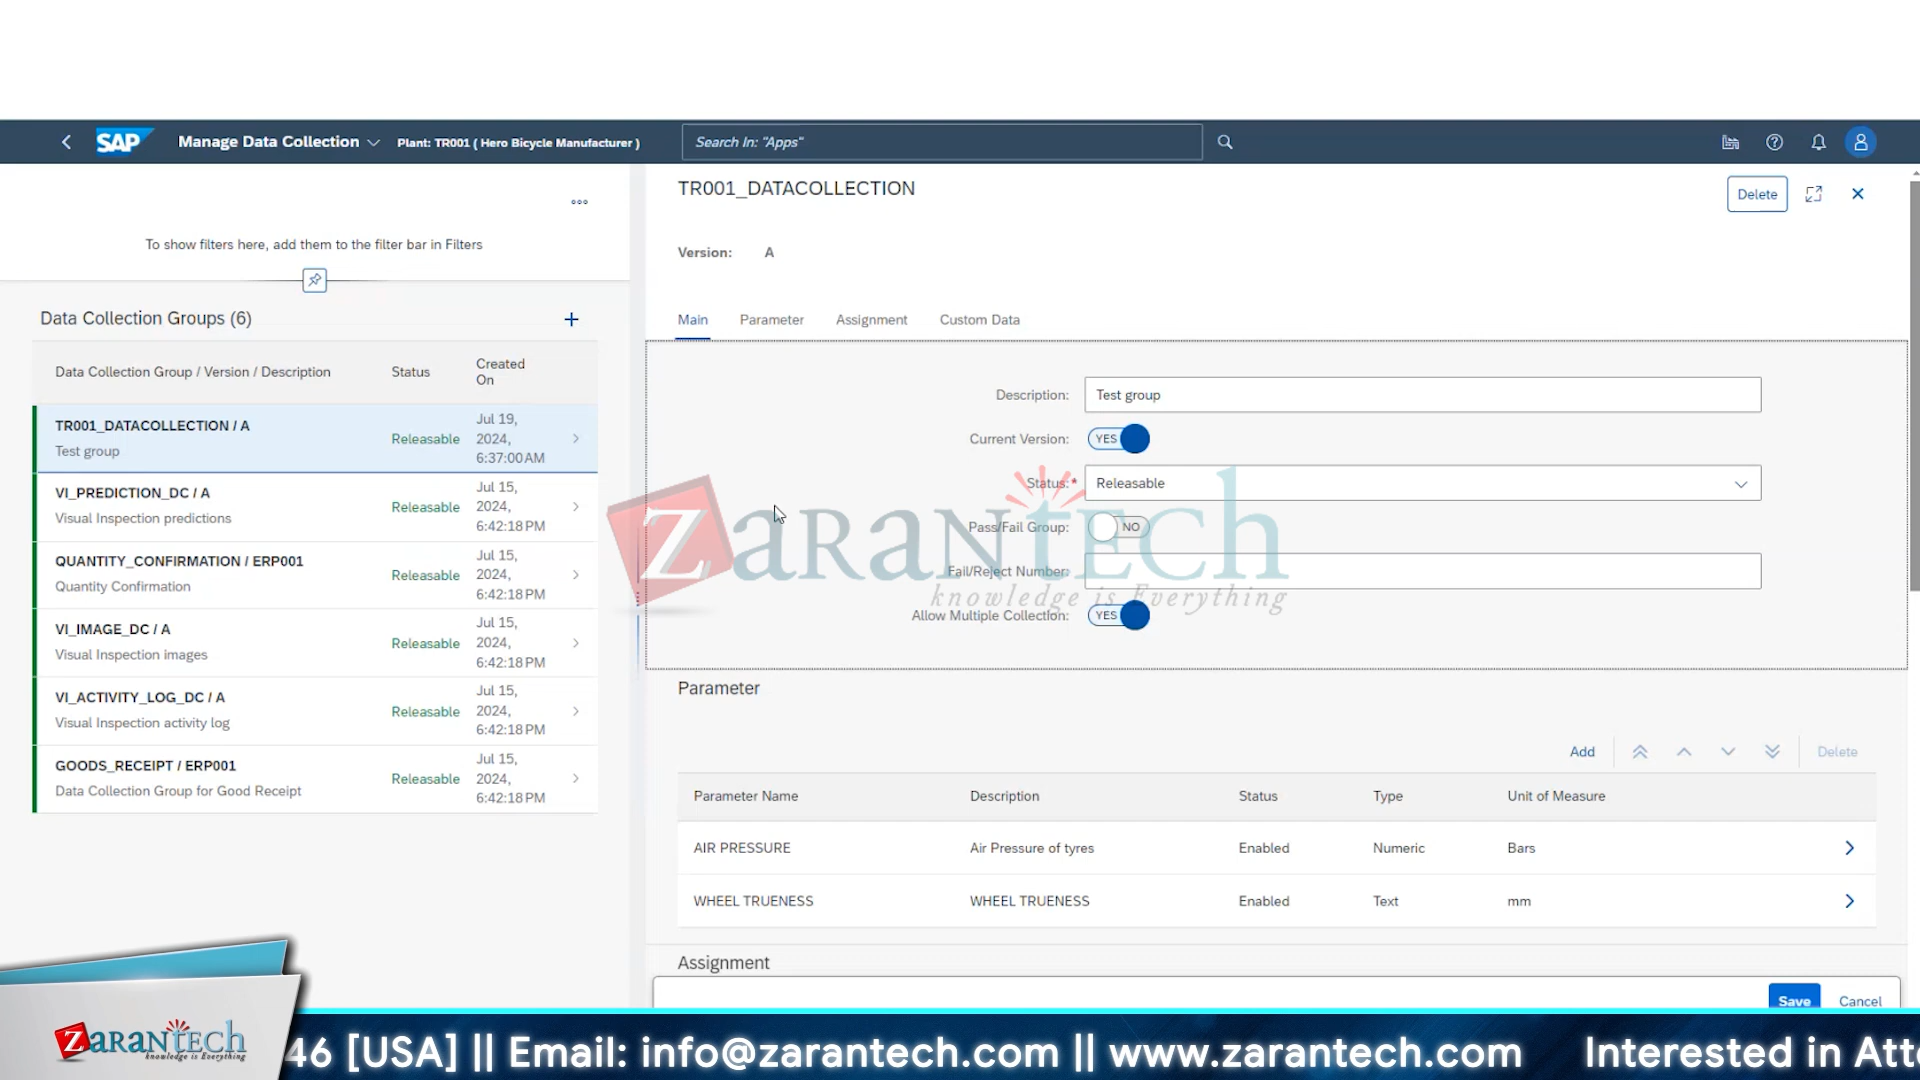 SAP Manage Data Collection Plant: TR001 ( Hero Bicycle Manufacturer ) Search In: "Apps"
To show filters here, add them to the filter bar in Filters
Data Collection Groups (6)
Data Collection Group / Version / Description Status Created On
TR001_DATACOLLECTION / A
Test group
Releasable
Jul 19, 2024, 6:37:00 AM
VI_PREDICTION_DC / A
Visual Inspection predictions
Releasable
Jul 15, 2024, 6:42:18 PM
QUANTITY_CONFIRMATION / ERP001
Quantity Confirmation
Releasable
Jul 15, 2024, 6:42:18 PM
VI_IMAGE_DC / A
Visual Inspection images
Releasable
Jul 15, 2024, 6:42:18 PM
VI_ACTIVITY_LOG_DC / A
Visual Inspection activity log
Releasable
Jul 15, 2024, 6:42:18 PM
GOODS_RECEIPT / ERP001
Data Collection Group for Good Receipt
Releasable
Jul 15, 2024, 6:42:18 PM
TR001_DATACOLLECTION
Delete
Version: A
Main Parameter Assignment Custom Data
Description: Test group
Current Version: YES
Status:* Releasable
Pass/Fail Group: NO
Fail/Reject Number:
Allow Multiple Collection: YES
ZaranTech
knowledge is Everything
Parameter
Add Delete
Parameter Name Description Status Type Unit of Measure
AIR PRESSURE Air Pressure of tyres Enabled Numeric Bars
WHEEL TRUENESS WHEEL TRUENESS Enabled Text mm
Assignment
Save Cancel
ZaranTech
knowledge is Everything
46 [USA] || Email: info@zarantech.com || www.zarantech.com Interested in Atte